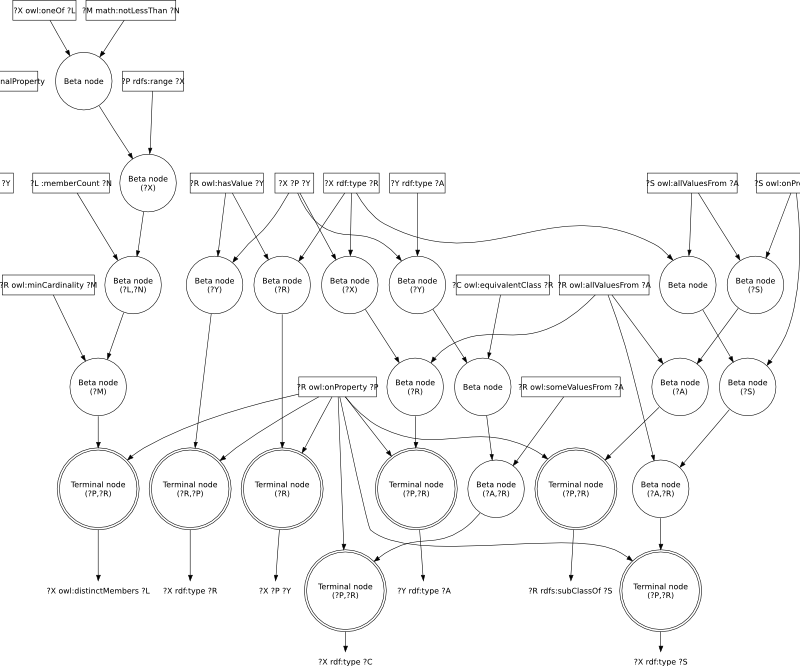 ?X owl:oneOf ?L
?M math:notLessThan ?N
nalProperty
Beta node
?P rdfs:range ?X
?Y
?L :memberCount ?N
Beta node
(?X)
?R owl:hasValue ?Y
?X ?P ?Y
?X rdf:type ?R
?Y rdf:type ?A
?S owl:allValuesFrom ?A
?S owl:onPr
?R owl:minCardinality ?M
Beta node
(?L,?N)
Beta node
(?Y)
Beta node
(?R)
Beta node
(?X)
Beta node
(?Y)
?C owl:equivalentClass ?R
?R owl:allValuesFrom ?A
Beta node
Beta node
(?S)
Beta node
(?M)
?R owl:onProperty ?P
Beta node
(?R)
Beta node
?R owl:someValuesFrom ?A
Beta node
(?A)
Beta node
(?S)
Terminal node
(?P,?R)
Terminal node
(?R,?P)
Terminal node
(?R)
Terminal node
(?P,?R)
Beta node
(?A,?R)
Terminal node
(?P,?R)
Beta node
(?A,?R)
?X owl:distinctMembers ?L
?X rdf:type ?R
?X ?P ?Y
Terminal node
(?P,?R)
?Y rdf:type ?A
?R rdfs:subClassOf ?S
Terminal node
(?P,?R)
?X rdf:type ?C
?X rdf:type ?S